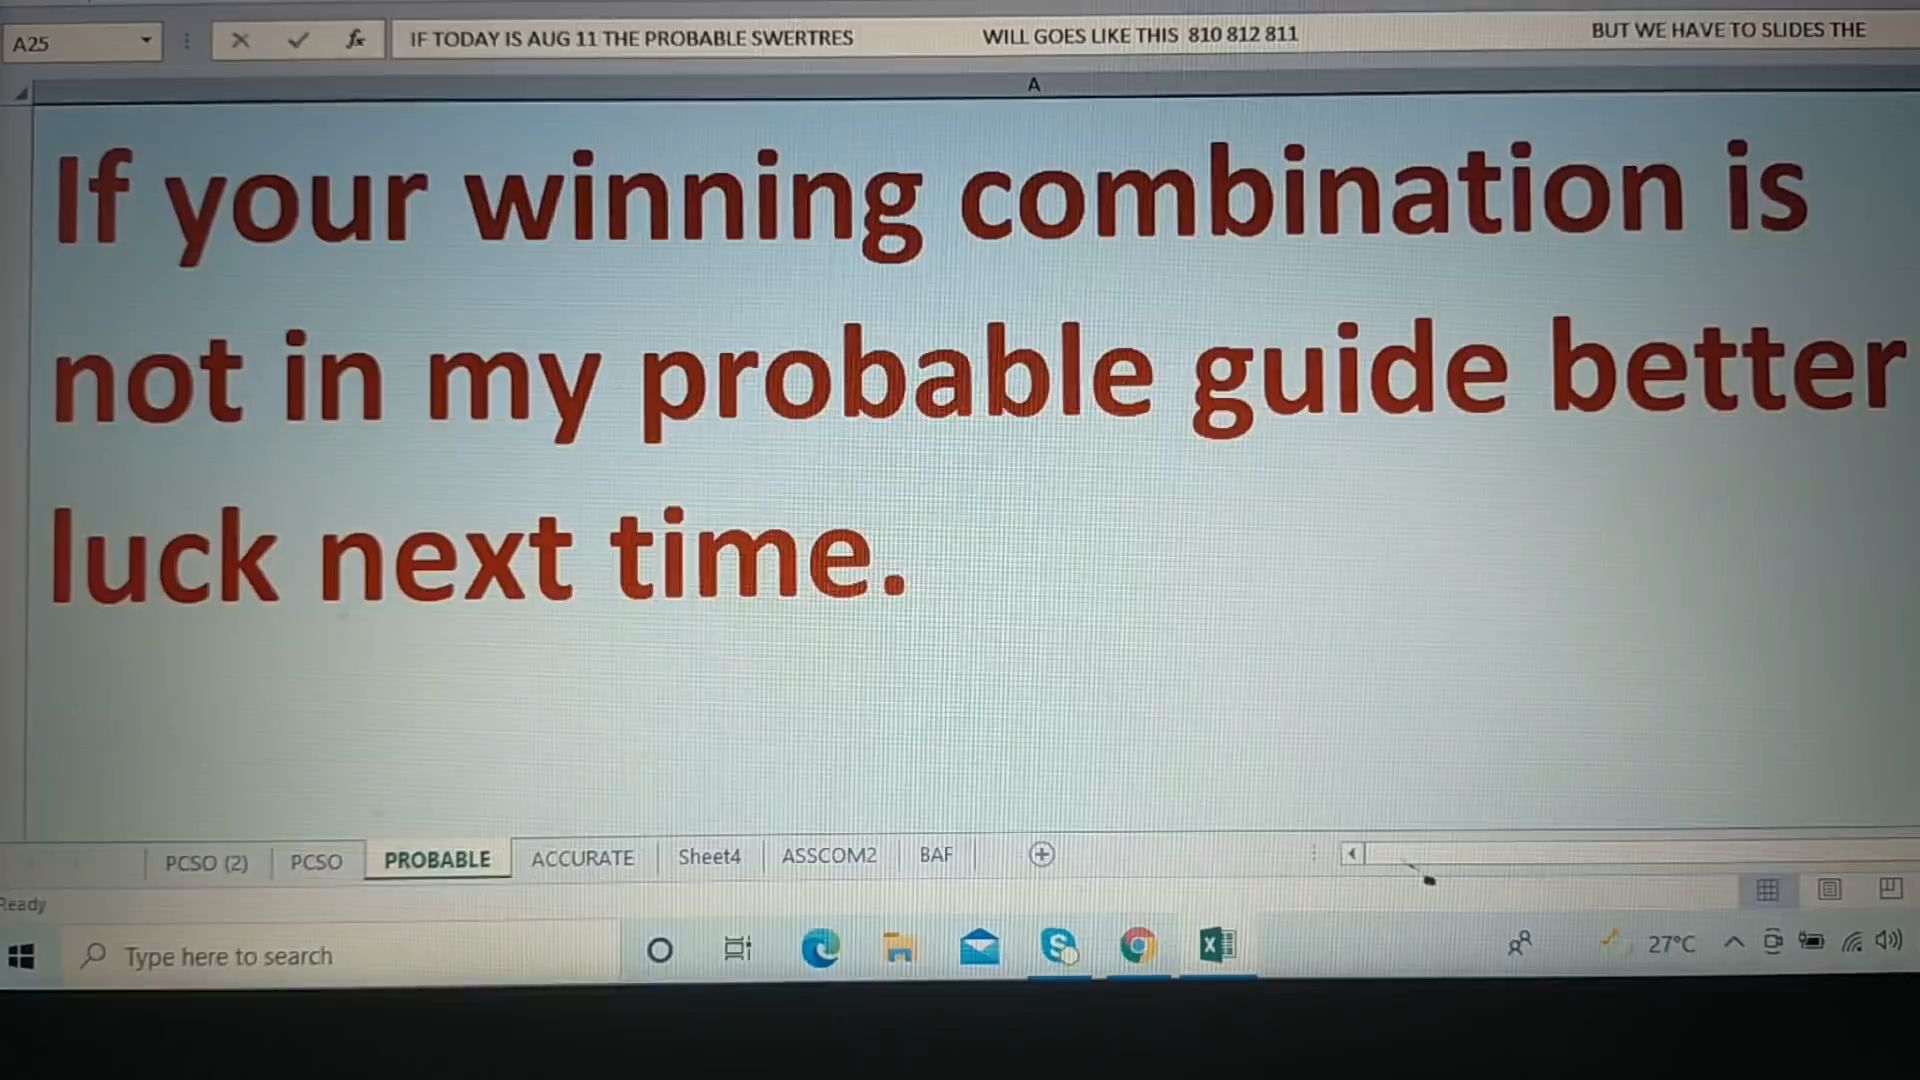 A25
fx
IF TODAY IS AUG 11 THE PROBABLE SWERTRES WILL GOES LIKE THIS 810 812 811 BUT WE HAVE TO SLIDES THE
A
If your winning combination is
not in my probable guide better
luck next time.
PCSO (2) PCSO PROBABLE ACCURATE Sheet4 ASSCOM2 BAF
Ready
Type here to search
27°C